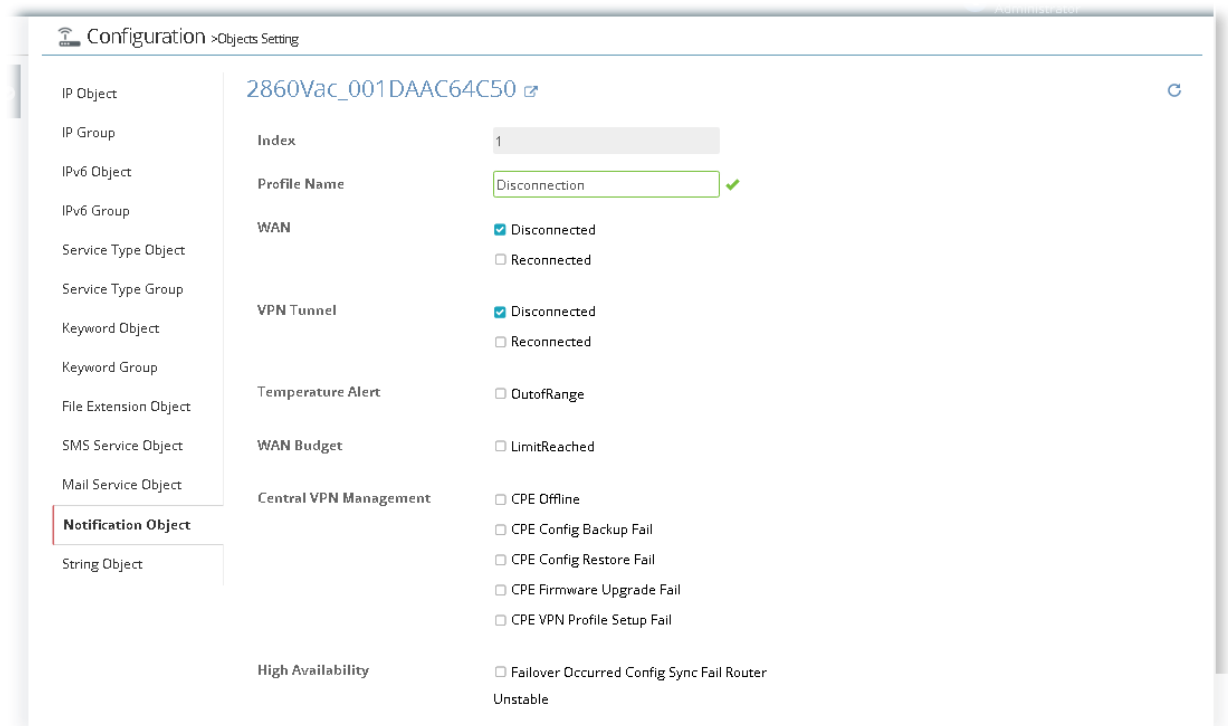 Administrator
Configuration >Objects Setting
2860Vac_001DAAC64C50
IP Object
IP Group
IPv6 Object
IPv6 Group
Service Type Object
Service Type Group
Keyword Object
Keyword Group
File Extension Object
SMS Service Object
Mail Service Object
Notification Object
String Object
Index
1
Profile Name
Disconnection
WAN
Disconnected
Reconnected
VPN Tunnel
Disconnected
Reconnected
Temperature Alert
OutofRange
WAN Budget
LimitReached
Central VPN Management
CPE Offline
CPE Config Backup Fail
CPE Config Restore Fail
CPE Firmware Upgrade Fail
CPE VPN Profile Setup Fail
High Availability
Failover Occurred Config Sync Fail Router
Unstable